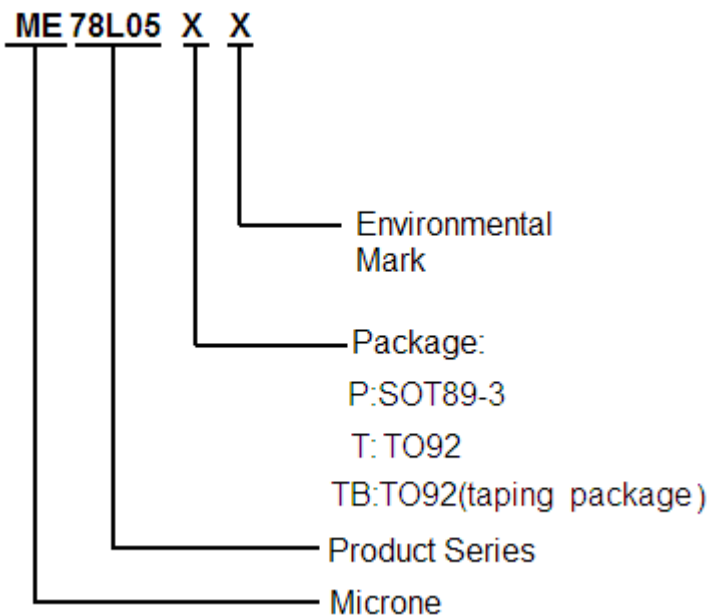 ME 78L05 X X
Environmental
Mark
Package:
P:SOT89-3
T: TO92
TB:TO92(taping package)
Product Series
Microne